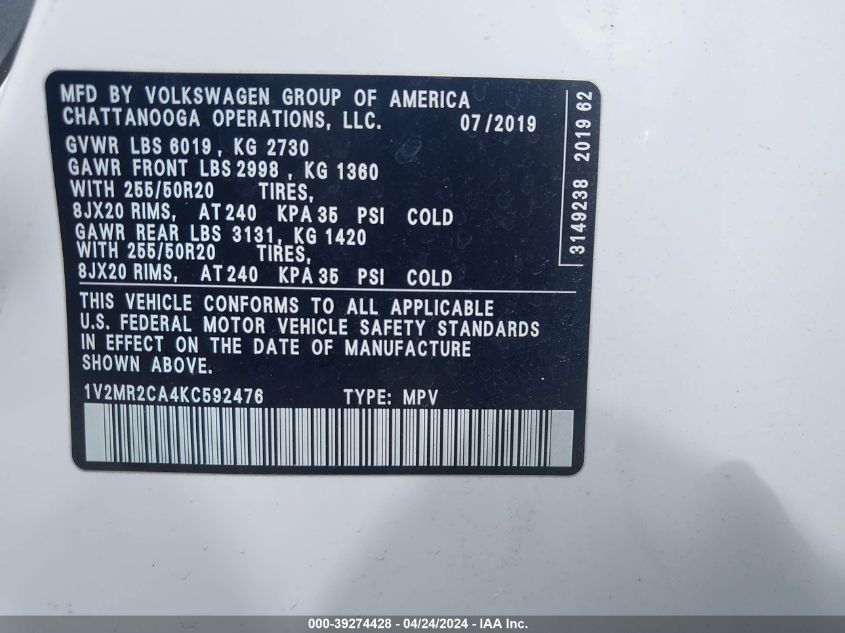 MFD BY VOLKSWAGEN GROUP OF AMERICA
CHATTANOOGA OPERATIONS, LLC. 07/2019
GVWR LBS 6019, KG 2730
GAWR FRONT LBS 2998 , KG 1360
WITH 255/50R20 TIRES,
8JX20 RIMS, AT 240 KPA 35 PSI COLD
GAWR REAR LBS 3131, KG 1420
WITH 255/50R20 TIRES,
8JX20 RIMS, AT 240 KPA 35 PSI COLD
THIS VEHICLE CONFORMS TO ALL APPLICABLE
U.S. FEDERAL MOTOR VEHICLE SAFETY STANDARDS
IN EFFECT ON THE DATE OF MANUFACTURE
SHOWN ABOVE.
1V2MR2CA4KC592476 TYPE: MPV
3149238 2019 62
000-39274428 - 04/24/2024 - IAA Inc.